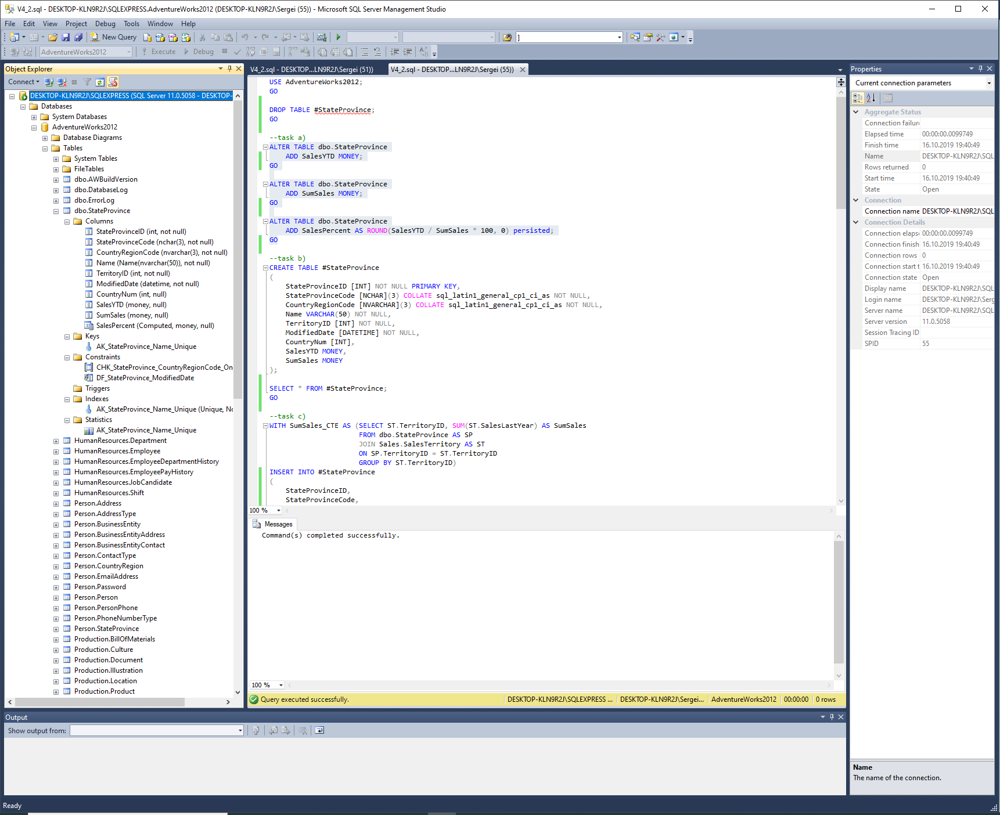 V4_2.sql - DESKTOP-KLN9R2J\SQLEXPRESS.AdventureWorks2012 (DESKTOP-KLN9R2J\Sergei (55)) - Microsoft SQL Server Management Studio
File Edit View Project Debug Tools Window Help
New Query
]
AdventureWorks2012
Execute
Debug
Object Explorer
Connect
DESKTOP-KLN9R2J\SQLEXPRESS (SQL Server 11.0.5058 - DESKTOP-
Databases
System Databases
AdventureWorks2012
Database Diagrams
Tables
System Tables
FileTables
dbo.AWBuildVersion
dbo.DatabaseLog
dbo.ErrorLog
dbo.StateProvince
Columns
StateProvinceID (int, not null)
StateProvinceCode (nchar(3), not null)
CountryRegionCode (nvarchar(3), not null)
Name (Name(nvarchar(50)), not null)
TerritoryID (int, not null)
ModifiedDate (datetime, not null)
CountryNum (int, null)
SalesYTD (money, null)
SumSales (money, null)
SalesPercent (Computed, money, null)
Keys
AK_StateProvince_Name_Unique
Constraints
CHK_StateProvince_CountryRegionCode_On
DF_StateProvince_ModifiedDate
Triggers
Indexes
AK_StateProvince_Name_Unique (Unique, Nc
Statistics
AK_StateProvince_Name_Unique
HumanResources.Department
HumanResources.Employee
HumanResources.EmployeeDepartmentHistory
HumanResources.EmployeePayHistory
HumanResources.JobCandidate
HumanResources.Shift
Person.Address
Person.AddressType
Person.BusinessEntity
Person.BusinessEntityAddress
Person.BusinessEntityContact
Person.ContactType
Person.CountryRegion
Person.EmailAddress
Person.Password
Person.Person
Person.PersonPhone
Person.PhoneNumberType
Person.StateProvince
Production.BillOfMaterials
Production.Culture
Production.Document
Production.Illustration
Production.Location
Production.Product
V4_2.sql - DESKTOP...LN9R2J\Sergei (51))
V4_2.sql - DESKTOP...LN9R2J\Sergei (55))
USE AdventureWorks2012;
GO
DROP TABLE #StateProvince;
GO
--task a)
ALTER TABLE dbo.StateProvince
ADD SalesYTD MONEY;
GO
ALTER TABLE dbo.StateProvince
ADD SumSales MONEY;
GO
ALTER TABLE dbo.StateProvince
ADD SalesPercent AS ROUND(SalesYTD / SumSales * 100, 0) persisted;
GO
--task b)
CREATE TABLE #StateProvince
(
StateProvinceID [INT] NOT NULL PRIMARY KEY,
StateProvinceCode [NCHAR](3) COLLATE sql_latin1_general_cp1_ci_as NOT NULL,
CountryRegionCode [NVARCHAR](3) COLLATE sql_latin1_general_cp1_ci_as NOT NULL,
Name VARCHAR(50) NOT NULL,
TerritoryID [INT] NOT NULL,
ModifiedDate [DATETIME] NOT NULL,
CountryNum [INT],
SalesYTD MONEY,
SumSales MONEY
);
SELECT * FROM #StateProvince;
GO
--task c)
WITH SumSales_CTE AS (SELECT ST.TerritoryID, SUM(ST.SalesLastYear) AS SumSales
FROM dbo.StateProvince AS SP
JOIN Sales.SalesTerritory AS ST
ON SP.TerritoryID = ST.TerritoryID
GROUP BY ST.TerritoryID)
INSERT INTO #StateProvince
(
StateProvinceID,
StateProvinceCode,
100 %
Messages
Command(s) completed successfully.
100 %
Query executed successfully.
DESKTOP-KLN9R2J\SQLEXPRESS ...
DESKTOP-KLN9R2J\Sergei...
AdventureWorks2012
00:00:00
0 rows
Properties
Current connection parameters
Aggregate Status
Connection failure
Elapsed time 00:00:00.0099749
Finish time 16.10.2019 19:40:49
Name DESKTOP-KLN9R2J\SQL
Rows returned 0
Start time 16.10.2019 19:40:49
State Open
Connection
Connection name DESKTOP-KLN9R2J\SQL
Connection Details
Connection elaps 00:00:00.0099749
Connection finish 16.10.2019 19:40:49
Connection rows 0
Connection start t 16.10.2019 19:40:49
Connection state Open
Display name DESKTOP-KLN9R2J\SQL
Login name DESKTOP-KLN9R2J\Serg
Server name DESKTOP-KLN9R2J\SQL
Server version 11.0.5058
Session Tracing ID
SPID 55
Name
The name of the connection.
Output
Show output from:
Ready